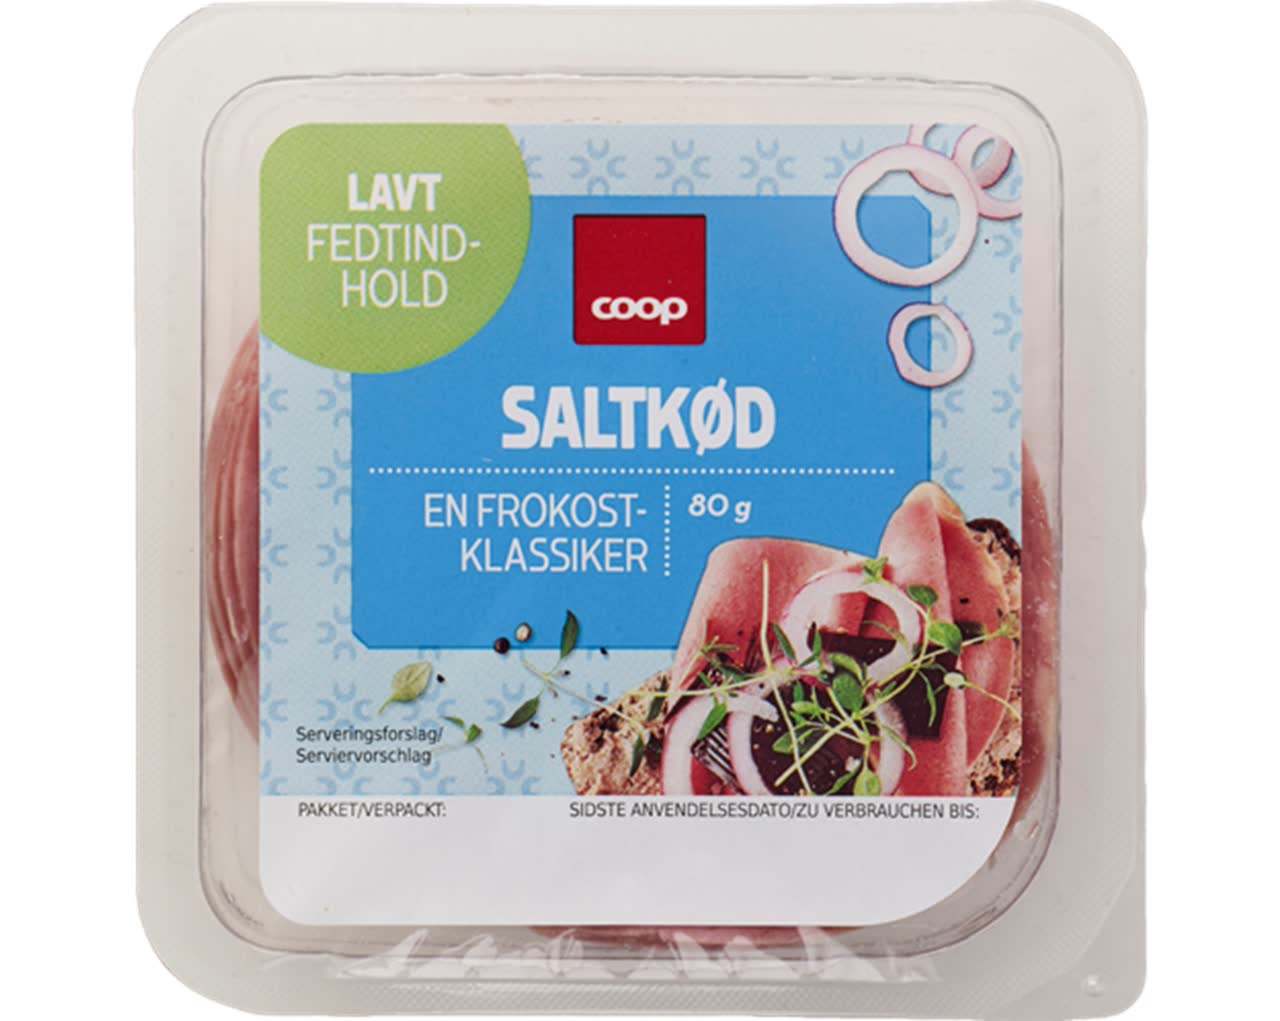 LAVT
FEDTIND-
HOLD
coop
SALTKØD
EN FROKOST-
KLASSIKER
80 g
Serveringsforslag/
Serviervorschlag
PAKKET/VERPACKT:
SIDSTE ANVENDELSESDATO/ZU VERBRAUCHEN BIS: